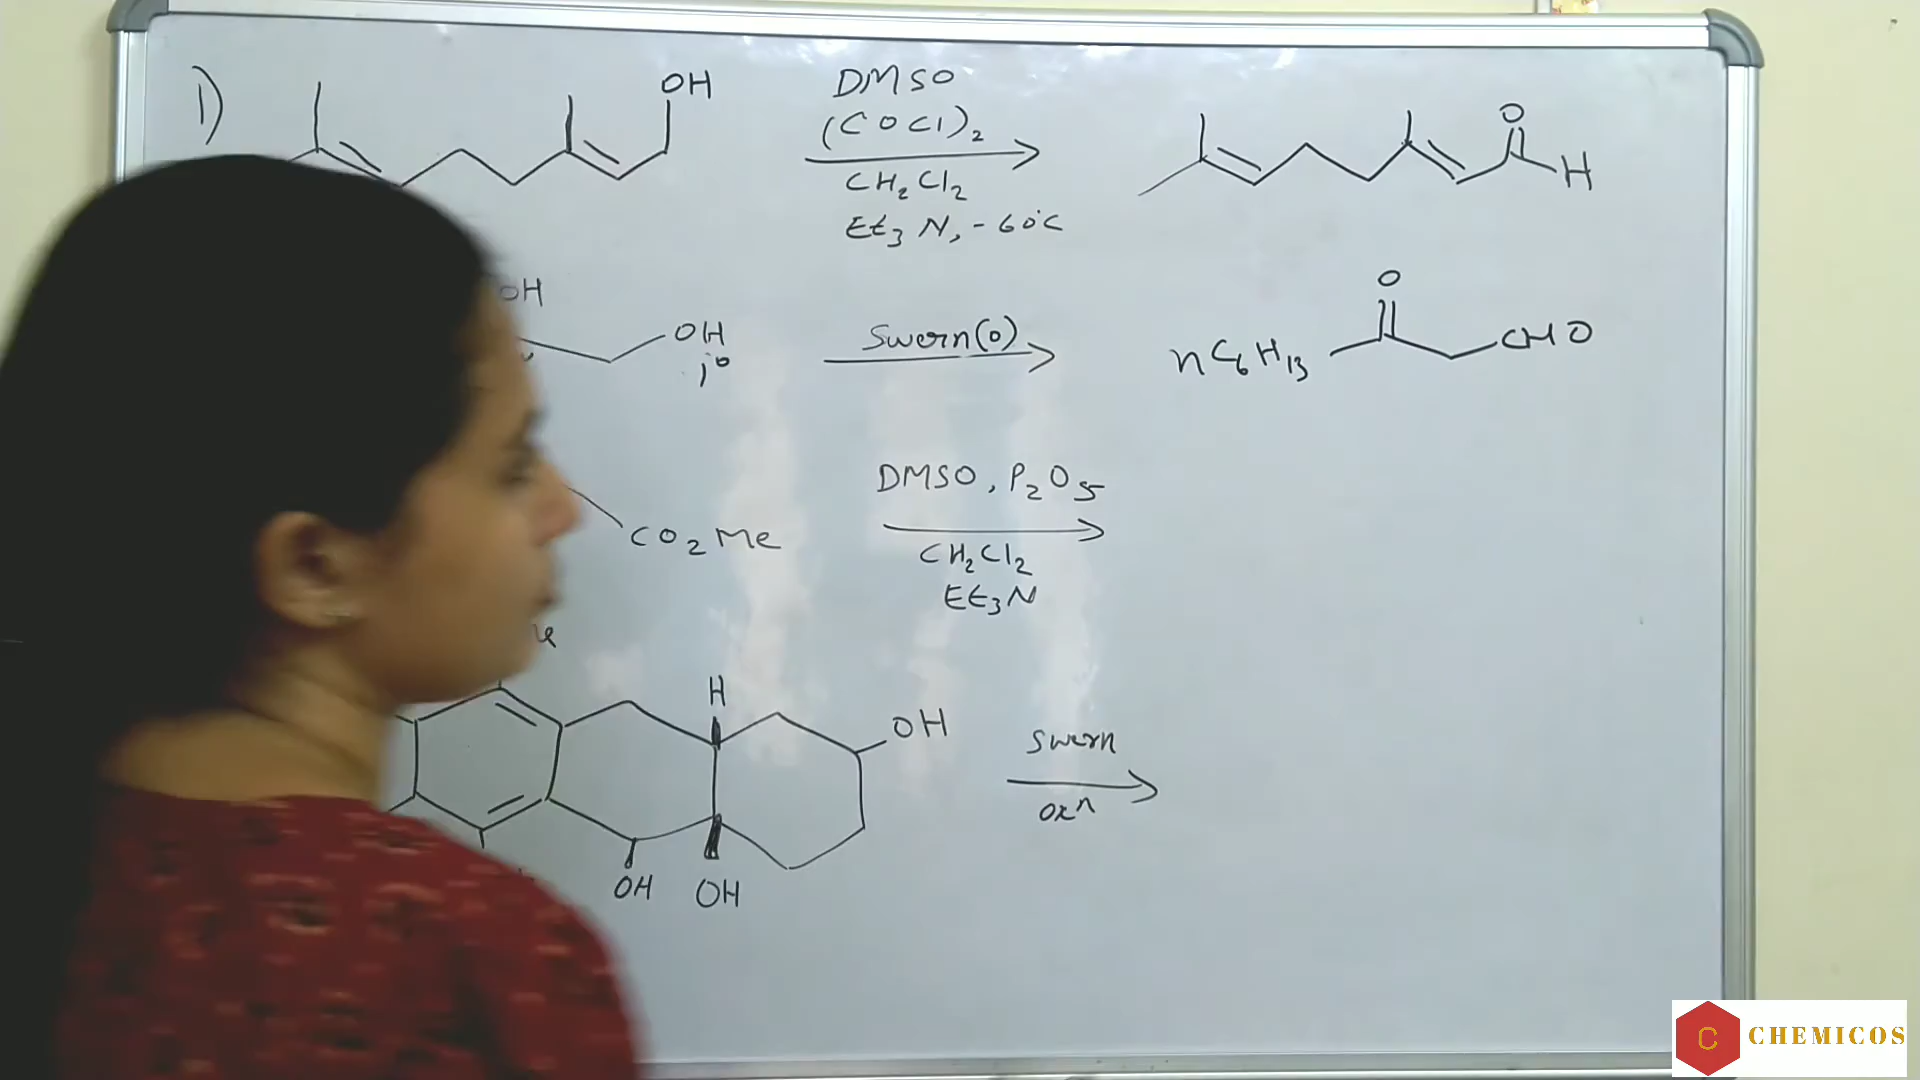 1)
OH
DMSO
(COCl)2
CH2Cl2
Et3N, -60°C
O
H
OH
OH
1°
Swern(O)
O
nC6H13
CHO
CO2Me
DMSO, P2O5
CH2Cl2
Et3N
H
OH
OH
OH
Swern
oxn
C
CHEMICOS